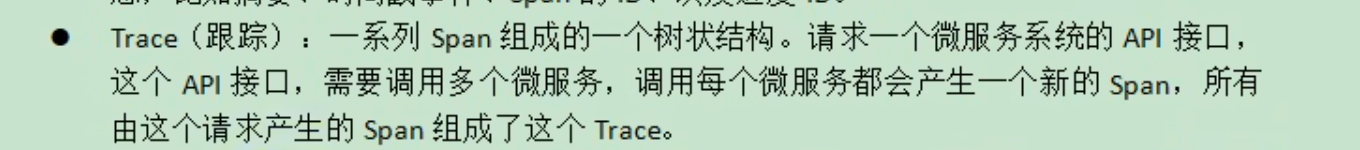 ● Trace（跟踪）：一系列 Span 组成的一个树状结构。请求一个微服务系统的 API 接口，
这个 API 接口，需要调用多个微服务，调用每个微服务都会产生一个新的 Span，所有
由这个请求产生的 Span 组成了这个 Trace。